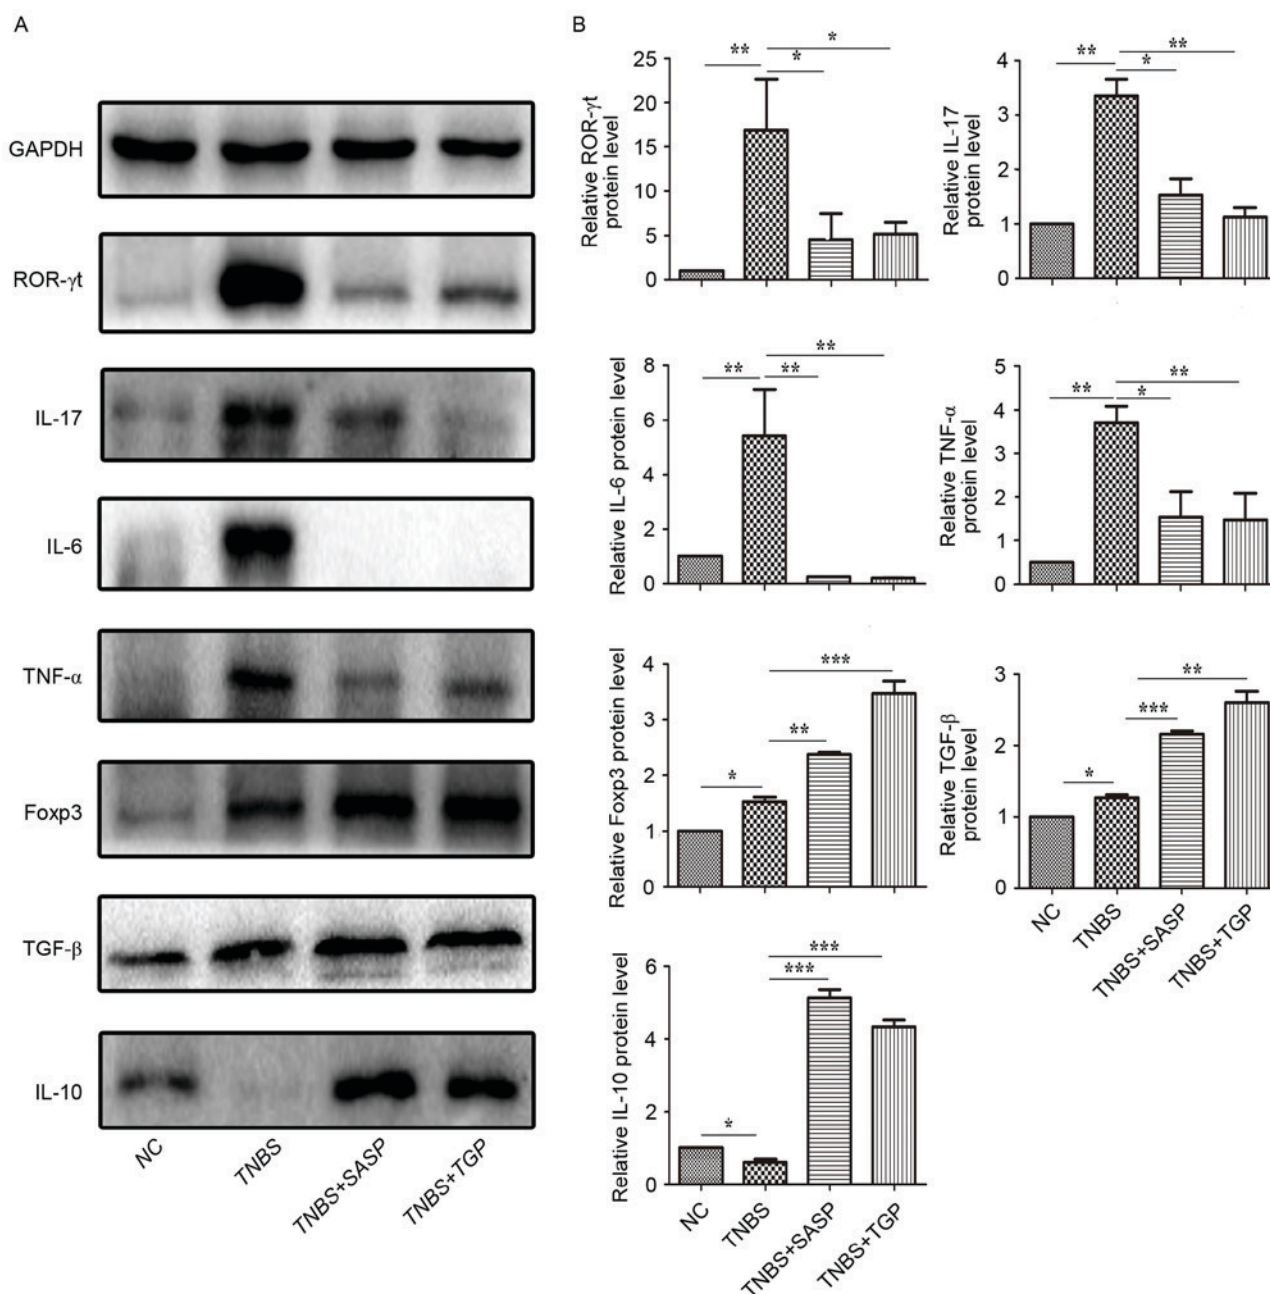 A
GAPDH
ROR-γt
IL-17
IL-6
TNF-α
Foxp3
TGF-β
IL-10
NC
TNBS
TNBS+SASP
TNBS+TGP
B
Relative ROR-γt
protein level
25
20
15
10
5
0
**
*
*
Relative IL-17
protein level
4
3
2
1
0
**
*
**
Relative IL-6 protein level
8
6
4
2
0
**
**
**
Relative TNF-α
protein level
5
4
3
2
1
0
**
*
**
Relative Foxp3 protein level
4
3
2
1
0
*
**
***
Relative TGF-β
protein level
3
2
1
0
*
***
**
NC
TNBS
TNBS+SASP
TNBS+TGP
Relative IL-10 protein level
6
4
2
0
*
***
***
NC
TNBS
TNBS+SASP
TNBS+TGP